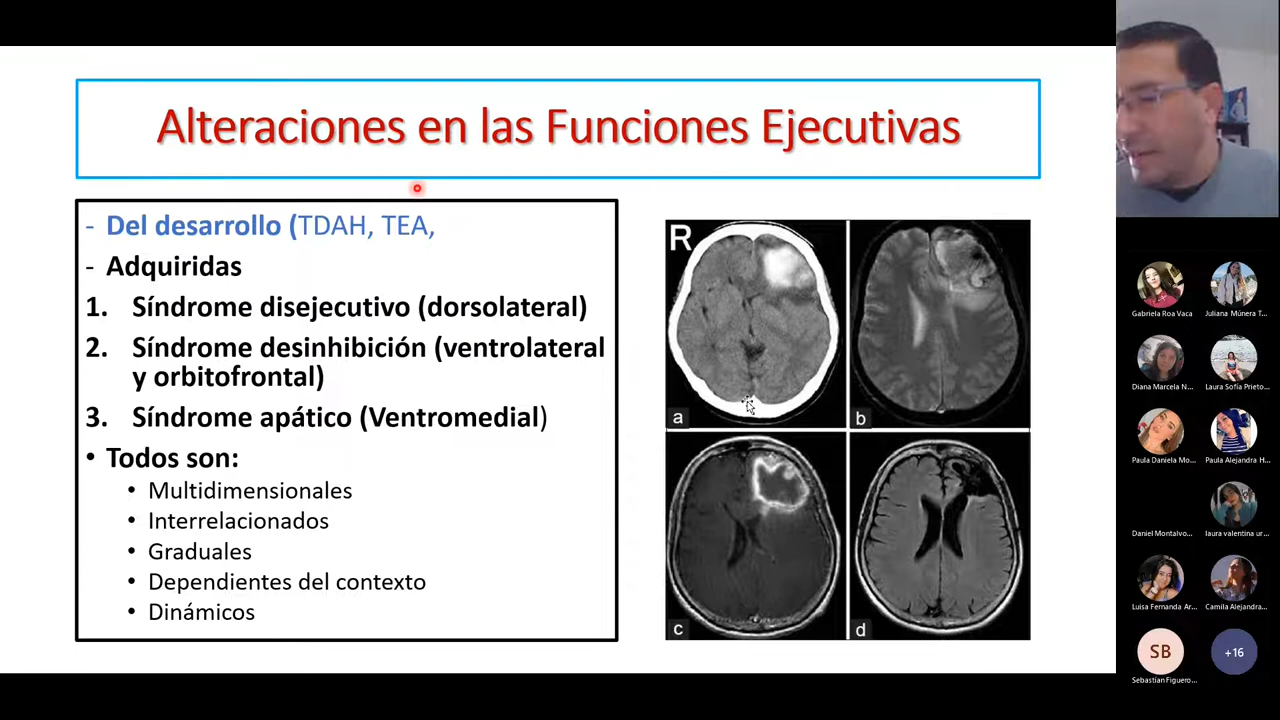 Alteraciones en las Funciones Ejecutivas
- Del desarrollo (TDAH, TEA,
- Adquiridas
1. Síndrome disejecutivo (dorsolateral)
2. Síndrome desinhibición (ventrolateral
y orbitofrontal)
3. Síndrome apático (Ventromedial)
• Todos son:
• Multidimensionales
• Interrelacionados
• Graduales
• Dependientes del contexto
• Dinámicos
R
a
b
c
d
Gabriela Roa Vaca
Juliana Múnera T...
Diana Marcela N...
Laura Sofía Prieto...
Paula Daniela Mo...
Paula Alejandra H...
Daniel Montalvo...
laura valentina ur...
Luisa Fernanda Ar...
Camila Alejandra...
SB
+16
Sebastian Figuero...